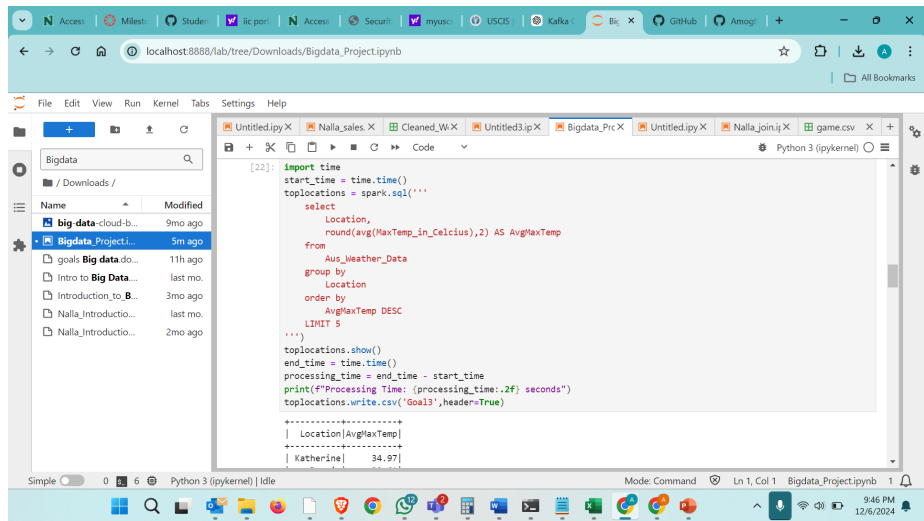 Access
Milest
Studen
iic port
Access
Securit
myusc
USCIS
Kafka C
Big
GitHub
Amogh
localhost:8888/lab/tree/Downloads/Bigdata_Project.ipynb
A
All Bookmarks
File Edit View Run Kernel Tabs Settings Help
Untitled.ipy
Nalla_sales.
Cleaned_We
Untitled3.ip
Bigdata_Pro
Untitled.ipy
Nalla_join.ip
game.csv
Code
Python 3 (ipykernel)
Bigdata
/ Downloads /
Name Modified
big-data-cloud-b... 9mo ago
Bigdata_Project.i... 5m ago
goals Big data.do... 11h ago
Intro to Big Data.... last mo.
Introduction_to_B... 3mo ago
Nalla_Introductio... last mo.
Nalla_Introductio... 2mo ago
[22]: import time
start_time = time.time()
toplocations = spark.sql('''
select
Location,
round(avg(MaxTemp_in_Celcius),2) AS AvgMaxTemp
from
Aus_Weather_Data
group by
Location
order by
AvgMaxTemp DESC
LIMIT 5
''')
toplocations.show()
end_time = time.time()
processing_time = end_time - start_time
print(f"Processing Time: {processing_time:.2f} seconds")
toplocations.write.csv('Goal3',header=True)
+----------+----------+
| Location|AvgMaxTemp|
+----------+----------+
| Katherine| 34.97|
Simple 0 6 Python 3 (ipykernel) | Idle Mode: Command Ln 1, Col 1 Bigdata_Project.ipynb 1
12
2
9:46 PM
12/6/2024